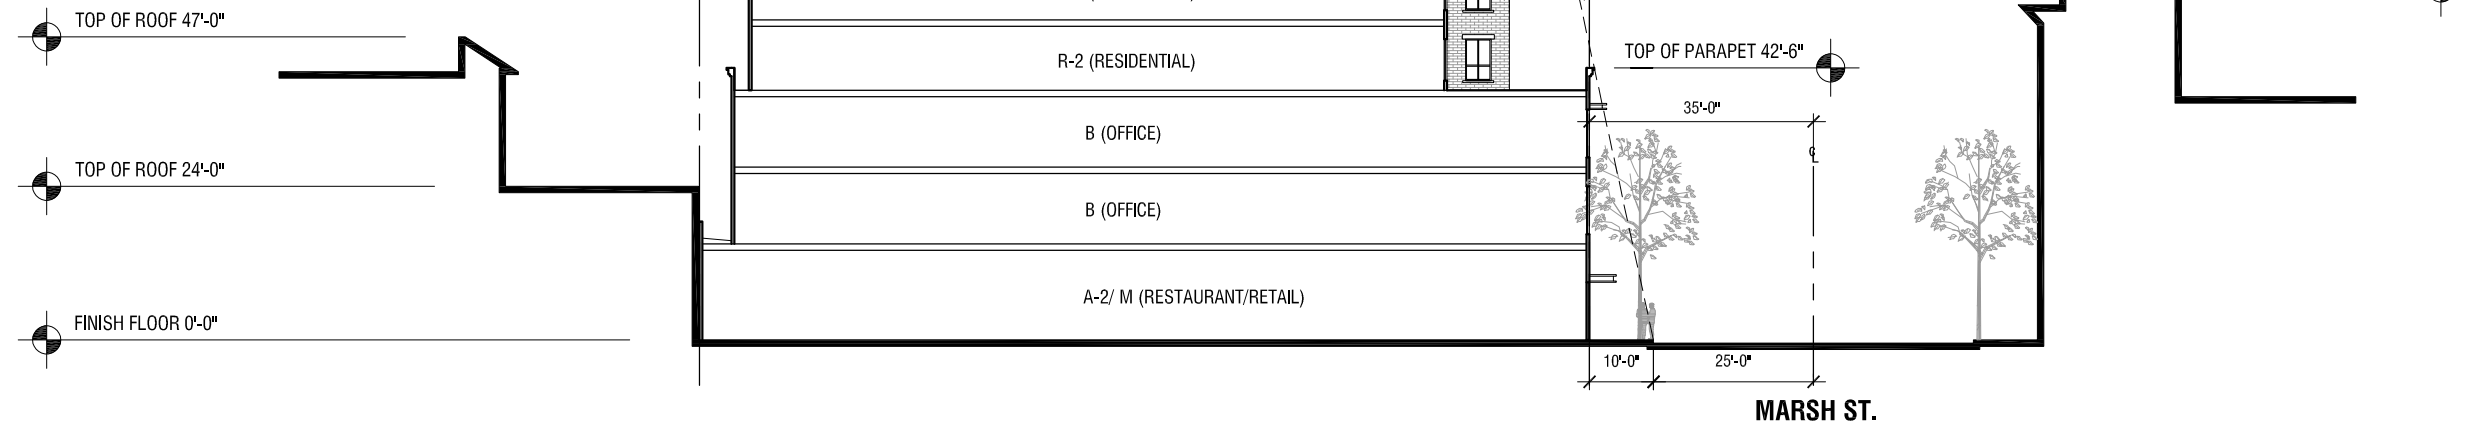 TOP OF ROOF 47'-0"
R-2 (RESIDENTIAL)
TOP OF PARAPET 42'-6"
35'-0"
B (OFFICE)
℄
TOP OF ROOF 24'-0"
B (OFFICE)
A-2/ M (RESTAURANT/RETAIL)
FINISH FLOOR 0'-0"
10'-0"
25'-0"
MARSH ST.